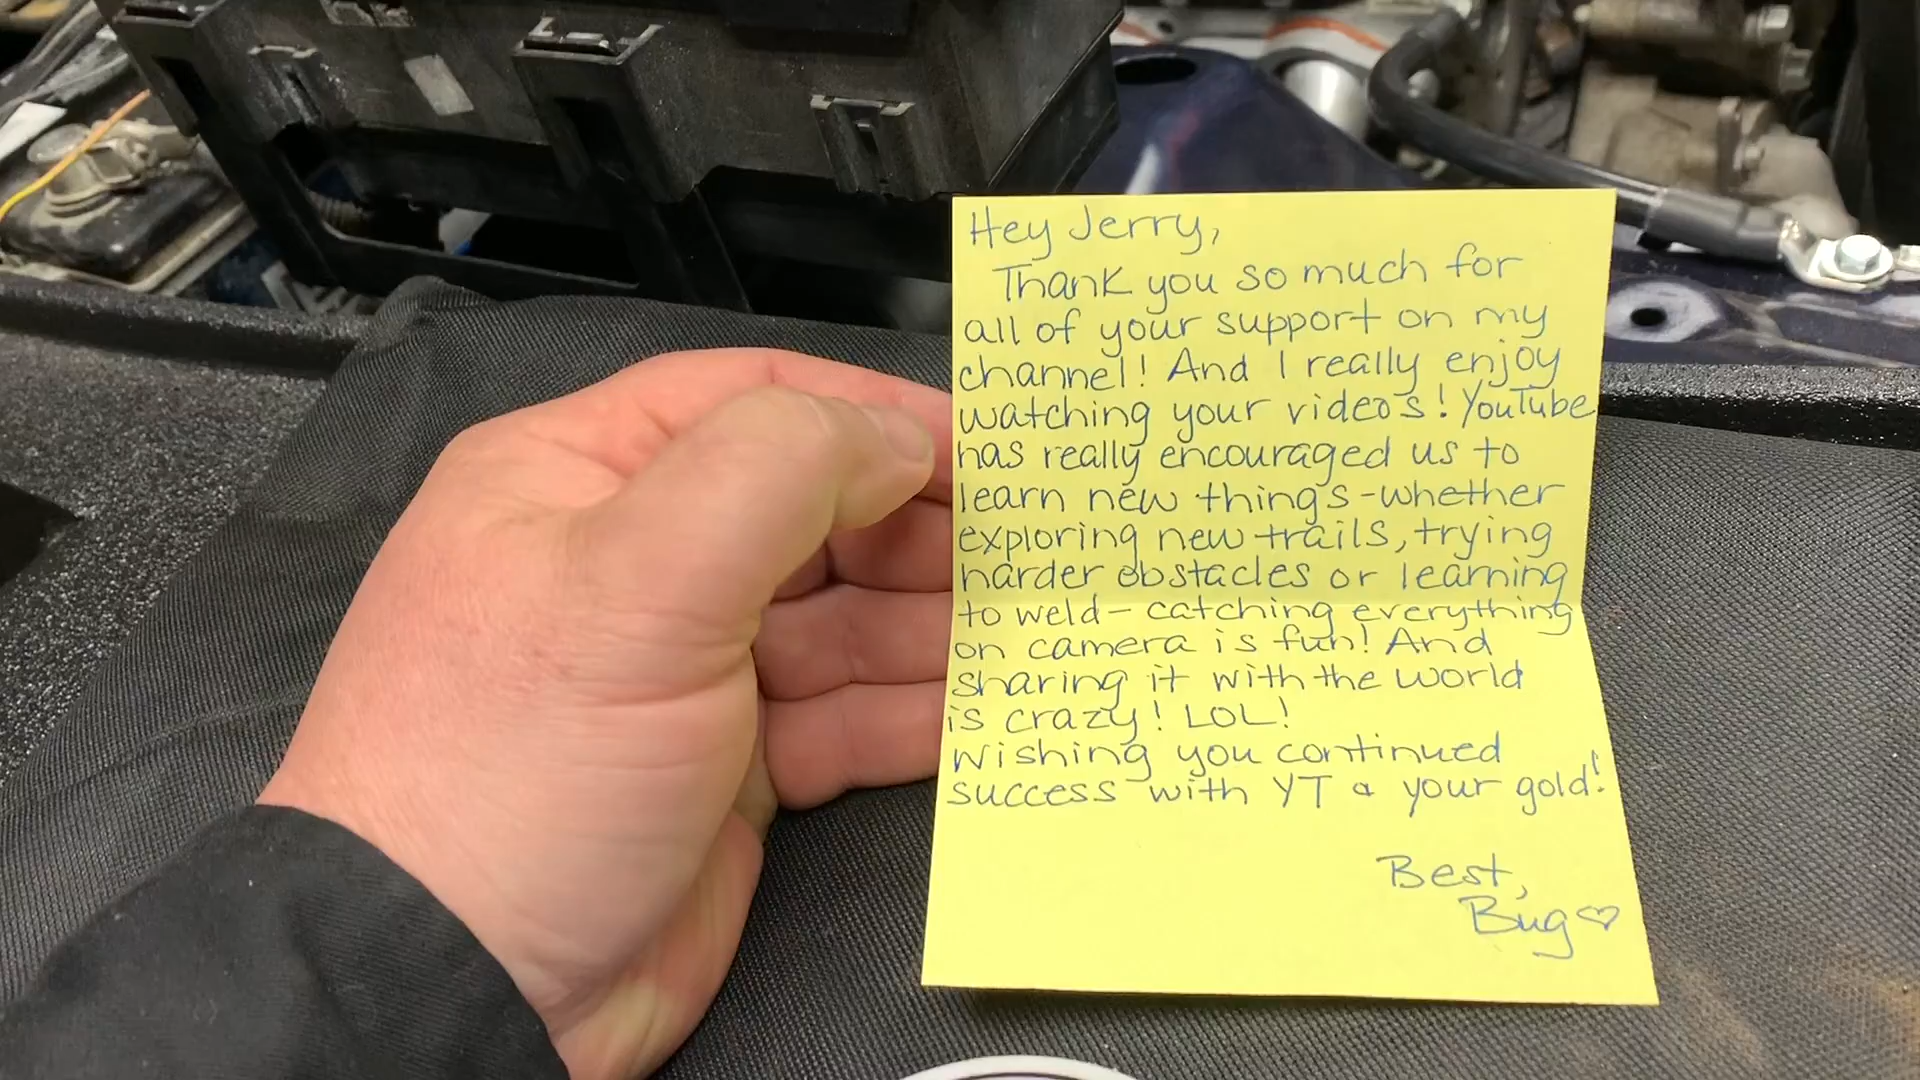 Hey Jerry,
Thank you so much for
all of your support on my
channel! And I really enjoy
watching your videos! YouTube
has really encouraged us to
learn new things - whether
exploring new trails, trying
harder obstacles or learning
to weld - catching everything
on camera is fun! And
sharing it with the world
is crazy! LOL!
Wishing you continued
success with YT & your gold!
Best,
Bug ♡